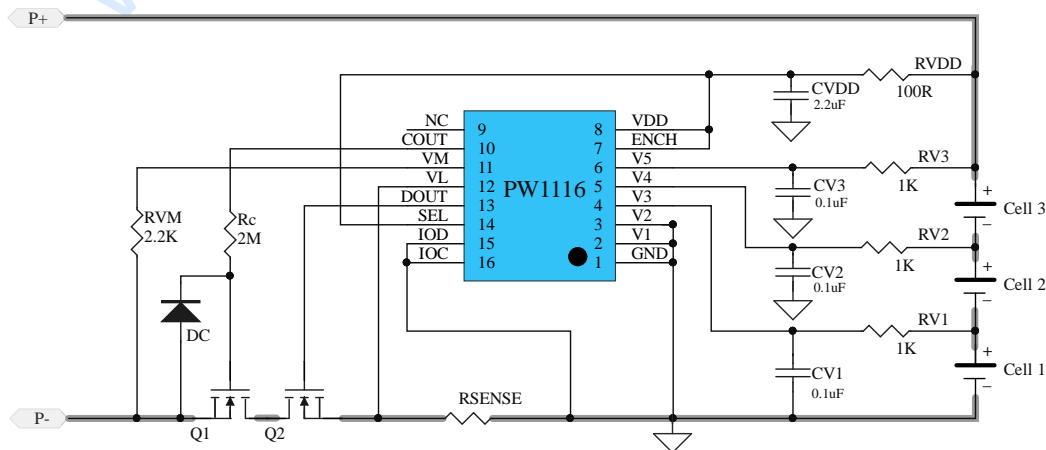 P+
RVDD
100R
CVDD
2.2uF
NC 9 8 VDD
COUT 10 7 ENCH
VM 11 6 V5
VL 12 5 V4
DOUT 13 4 V3
SEL 14 3 V2
IOD 15 2 V1
IOC 16 1 GND
PW1116
RV3
1K
CV3
0.1uF
+
Cell 3
−
RVM
2.2K
Rc
2M
RV2
1K
CV2
0.1uF
+
Cell 2
−
DC
RV1
1K
CV1
0.1uF
+
Cell 1
−
RSENSE
P-
Q1
Q2